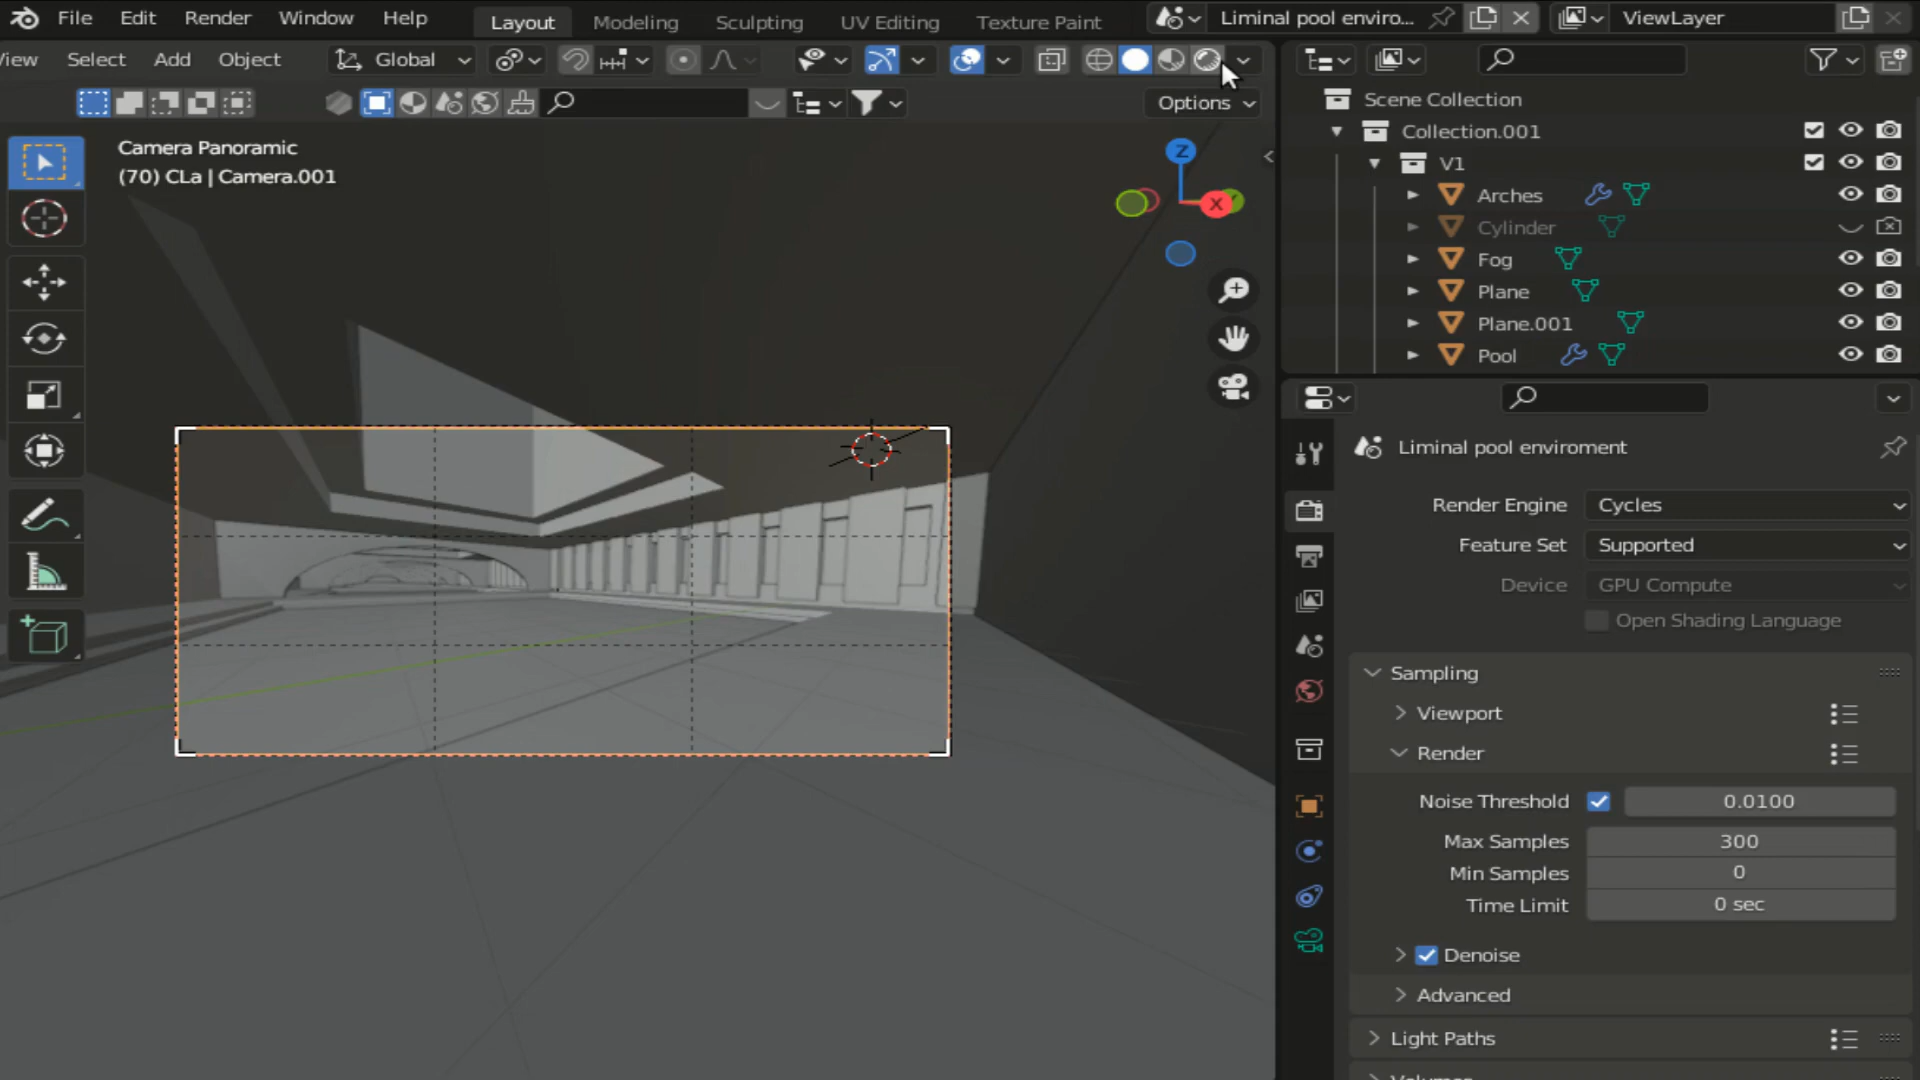 File Edit Render Window Help Layout Modeling Sculpting UV Editing Texture Paint Liminal pool enviro... ViewLayer
View Select Add Object Global
Options
Camera Panoramic
(70) CLa | Camera.001
Z
X
Scene Collection
Collection.001
V1
Arches
Cylinder
Fog
Plane
Plane.001
Pool
Liminal pool enviroment
Render Engine Cycles
Feature Set Supported
Device GPU Compute
Open Shading Language
Sampling
Viewport
Render
Noise Threshold 0.0100
Max Samples 300
Min Samples 0
Time Limit 0 sec
Denoise
Advanced
Light Paths
Volumes